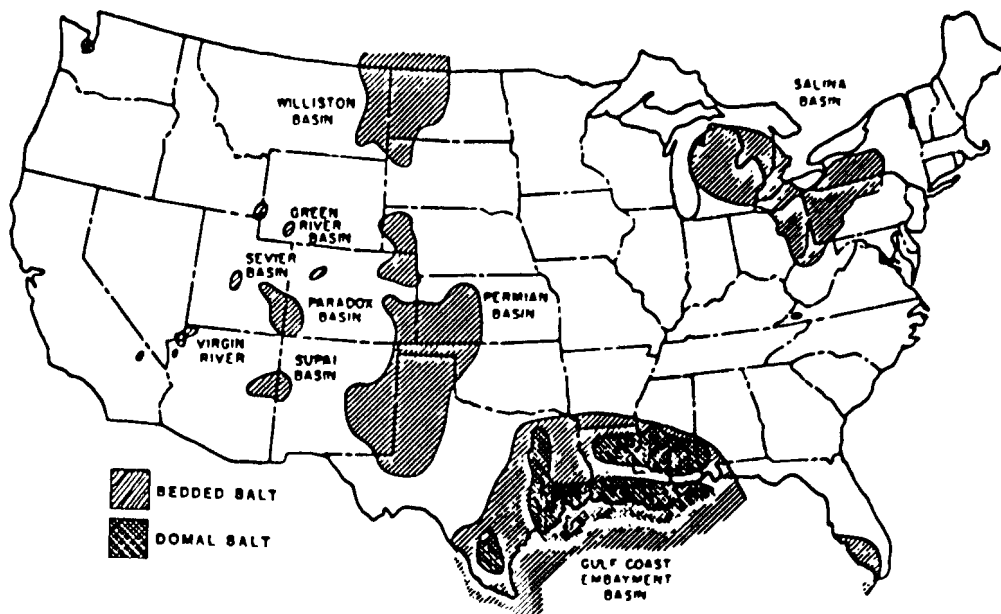 SALINA
BASIN
WILLISTON
BASIN
GREEN
RIVER
BASIN
SEVIER
BASIN
PARADOX
BASIN
PERMIAN
BASIN
VIRGIN
RIVER
SUPAI
BASIN
BEDDED SALT
DOMAL SALT
GULF COAST
EMBAYMENT
BASIN